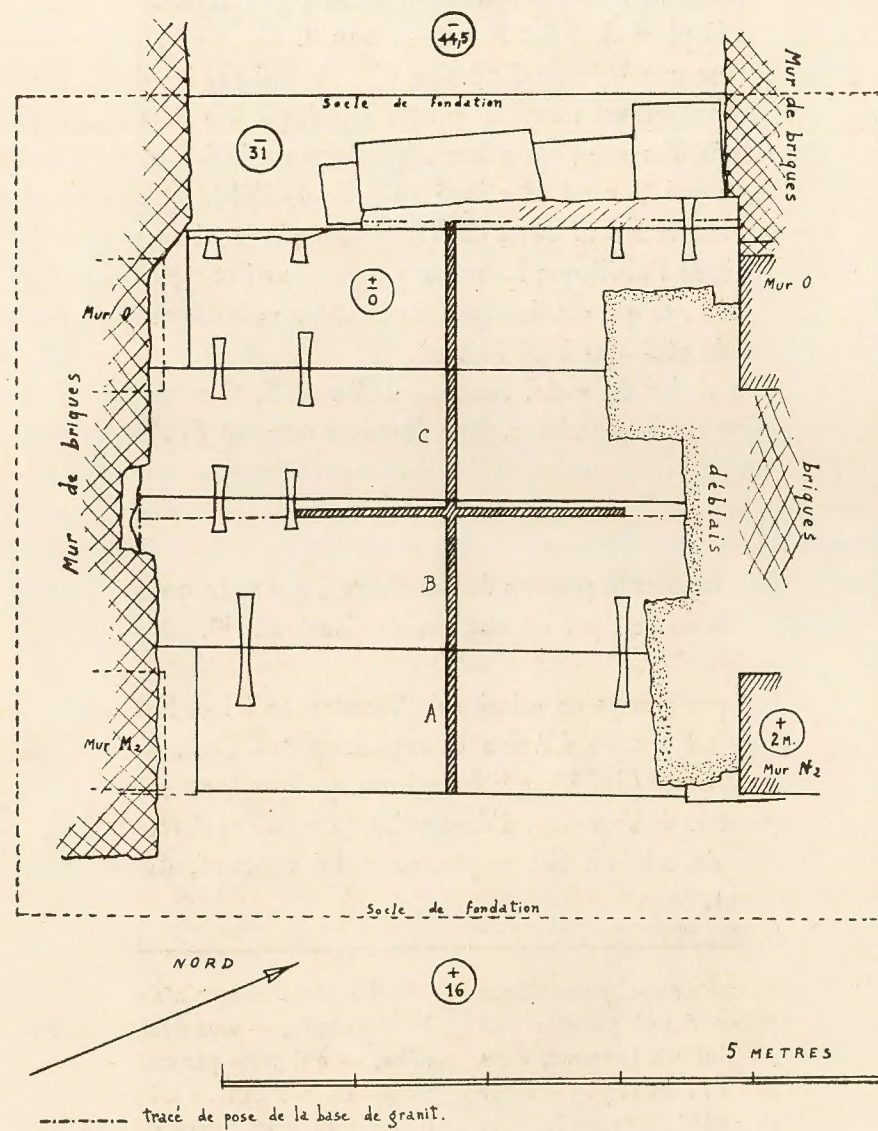 − 44,5
Mur de briques
Socle de fondation
− 31
± 0
Mur O
Mur O
Mur de briques
C
déblais
briques
B
A
Mur M2
+ 2M.
Mur N2
Socle de fondation
NORD
+ 16
5 METRES
tracé de pose de la base de granit.